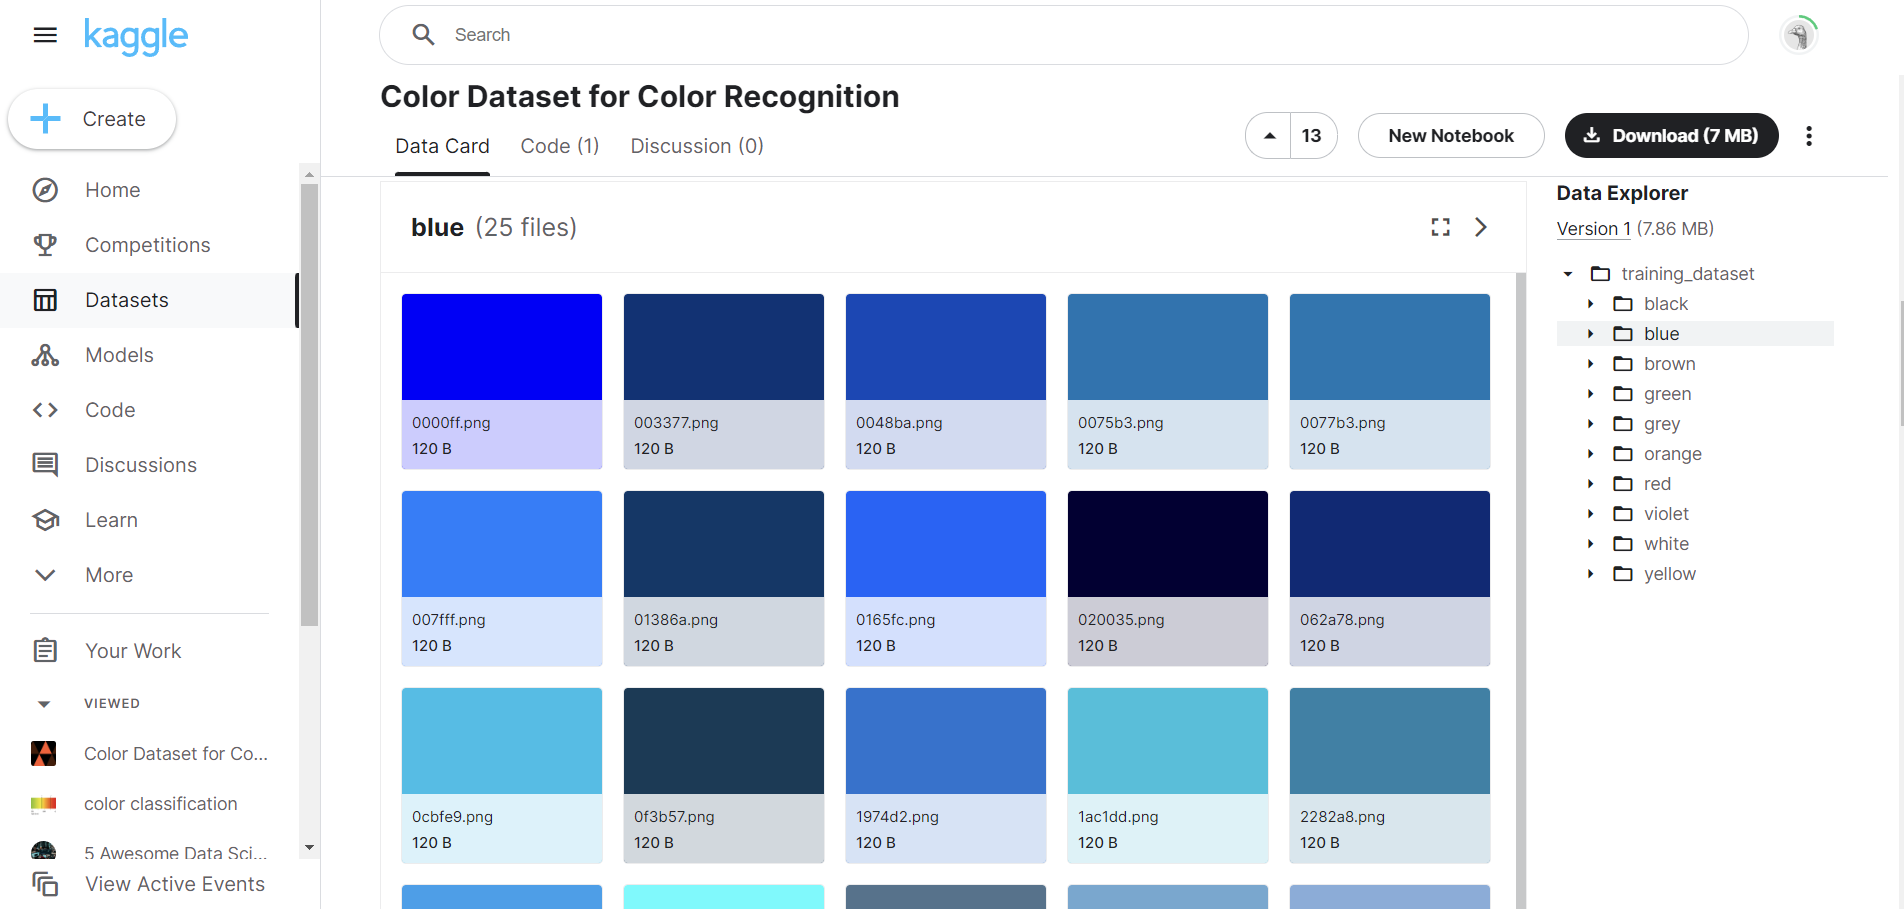 kaggle
Search
Create
Home
Competitions
Datasets
Models
Code
Discussions
Learn
More
Your Work
VIEWED
Color Dataset for Co...
color classification
5 Awesome Data Sci...
View Active Events
Color Dataset for Color Recognition
Data Card
Code (1)
Discussion (0)
13
New Notebook
Download (7 MB)
blue (25 files)
0000ff.png
120 B
003377.png
120 B
0048ba.png
120 B
0075b3.png
120 B
0077b3.png
120 B
007fff.png
120 B
01386a.png
120 B
0165fc.png
120 B
020035.png
120 B
062a78.png
120 B
0cbfe9.png
120 B
0f3b57.png
120 B
1974d2.png
120 B
1ac1dd.png
120 B
2282a8.png
120 B
Data Explorer
Version 1 (7.86 MB)
training_dataset
black
blue
brown
green
grey
orange
red
violet
white
yellow